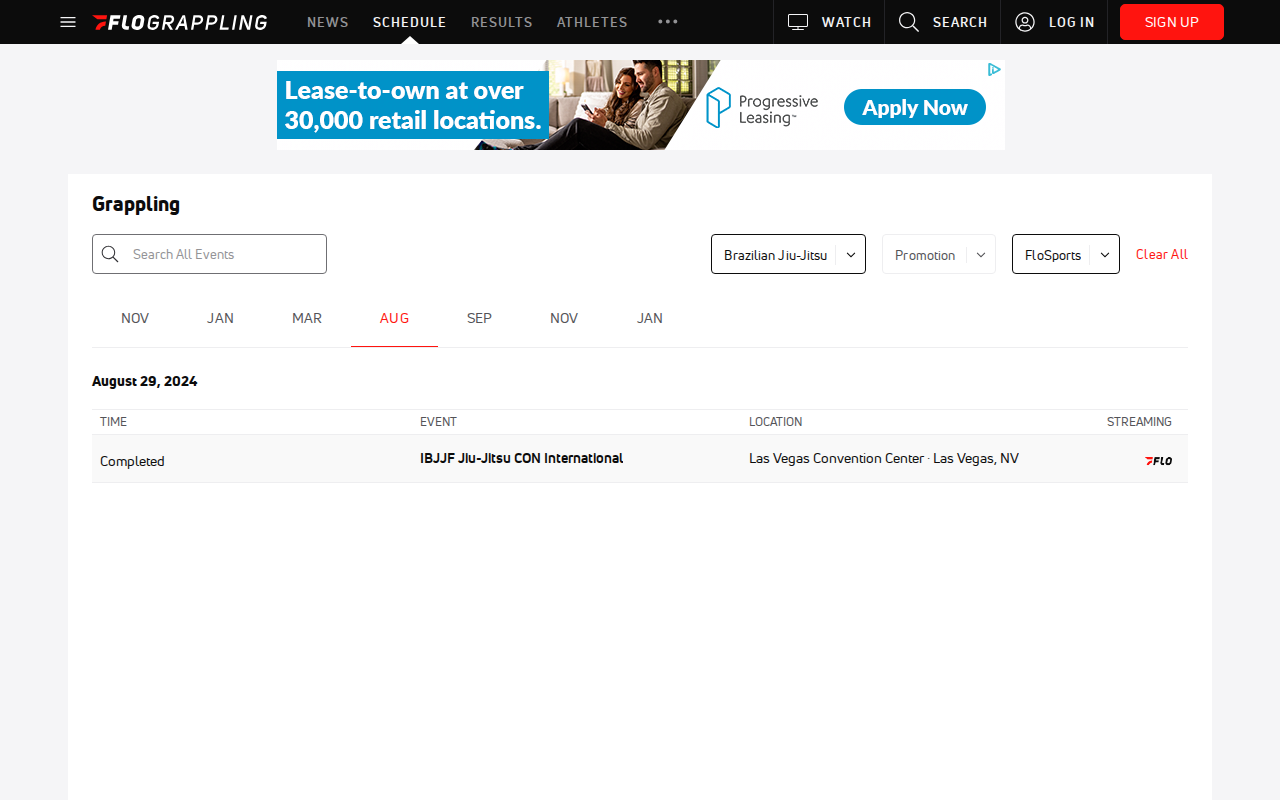 FLOGRAPPLING NEWS SCHEDULE RESULTS ATHLETES ••• WATCH SEARCH LOG IN SIGN UP
Lease-to-own at over
30,000 retail locations.
Progressive
Leasing™
Apply Now
Grappling
Search All Events Brazilian Jiu-Jitsu Promotion FloSports Clear All
NOV JAN MAR AUG SEP NOV JAN
August 29, 2024
TIME EVENT LOCATION STREAMING
Completed IBJJF Jiu-Jitsu CON International Las Vegas Convention Center · Las Vegas, NV FLO